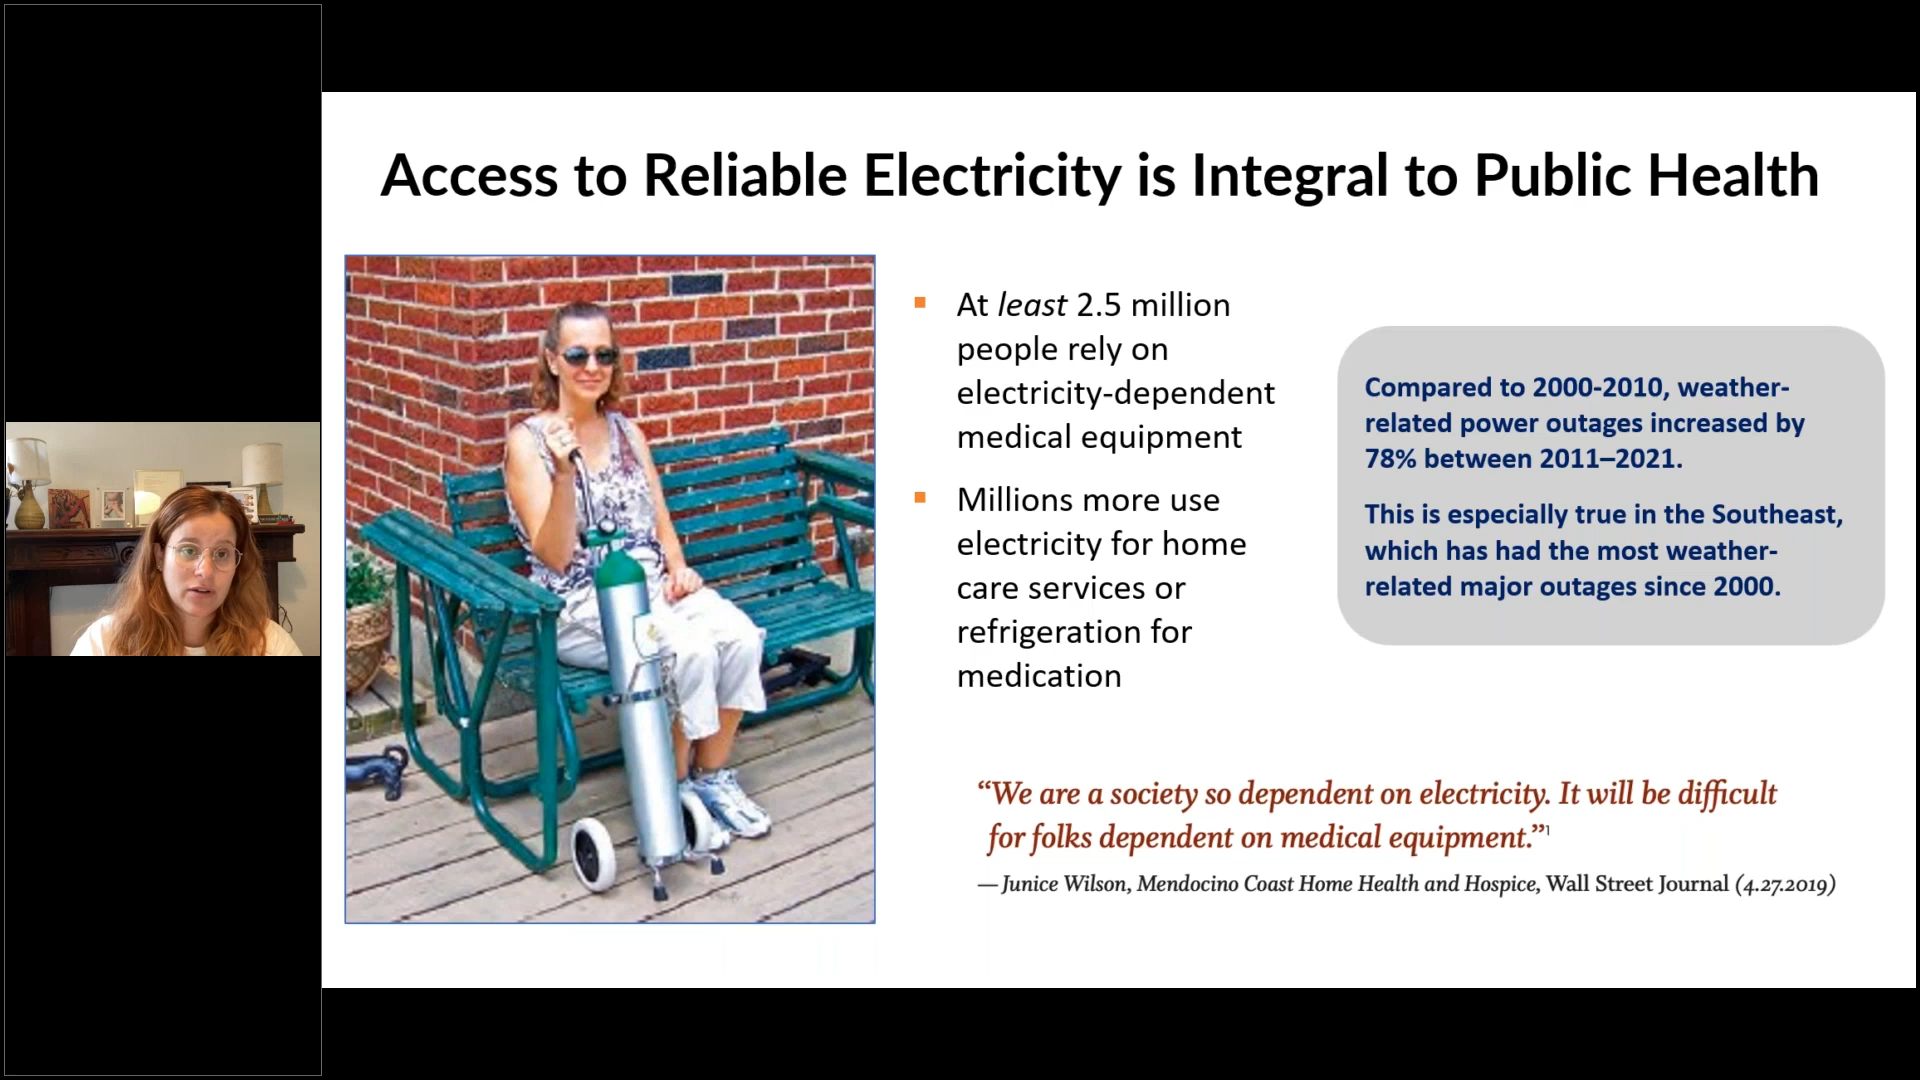 Access to Reliable Electricity is Integral to Public Health
At least 2.5 million
people rely on
electricity-dependent
medical equipment
Millions more use
electricity for home
care services or
refrigeration for
medication
Compared to 2000-2010, weather-
related power outages increased by
78% between 2011–2021.
This is especially true in the Southeast,
which has had the most weather-
related major outages since 2000.
“We are a society so dependent on electricity. It will be difficult
for folks dependent on medical equipment.”¹
— Junice Wilson, Mendocino Coast Home Health and Hospice, Wall Street Journal (4.27.2019)